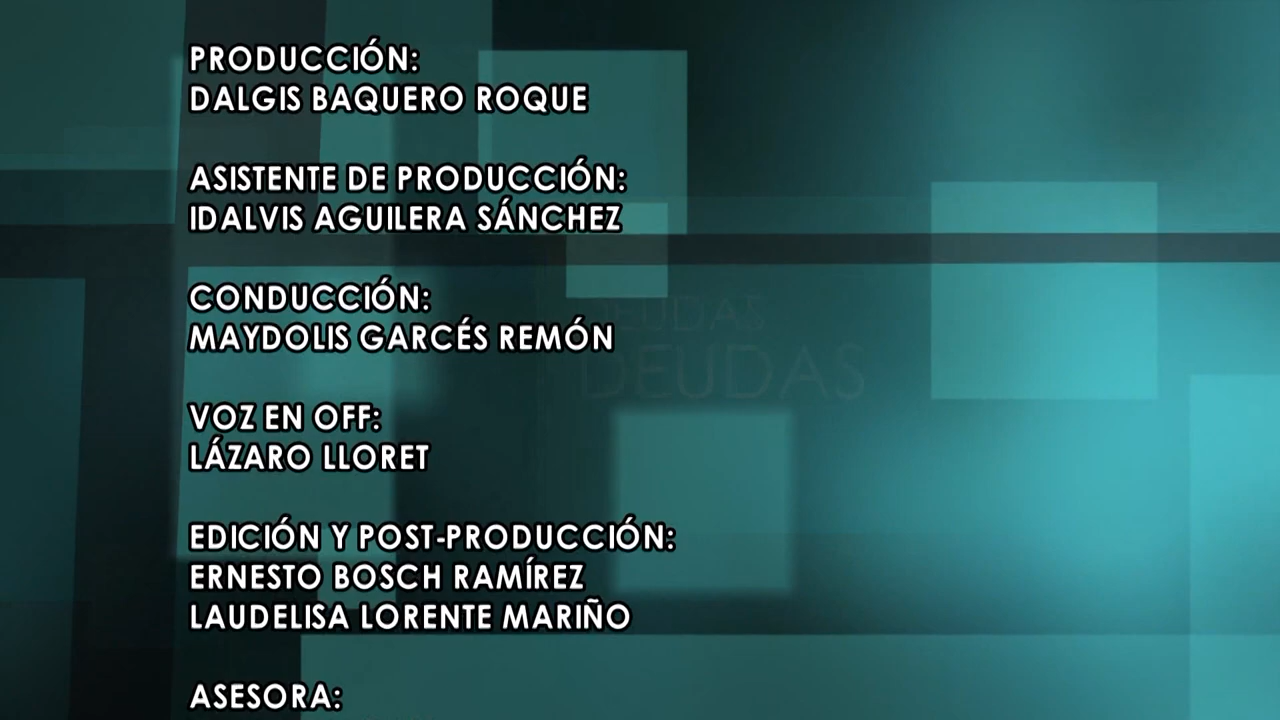 PRODUCCIÓN:
DALGIS BAQUERO ROQUE
ASISTENTE DE PRODUCCIÓN:
IDALVIS AGUILERA SÁNCHEZ
CONDUCCIÓN:
MAYDOLIS GARCÉS REMÓN
DEUDAS
DEUDAS
VOZ EN OFF:
LÁZARO LLORET
EDICIÓN Y POST-PRODUCCIÓN:
ERNESTO BOSCH RAMÍREZ
LAUDELISA LORENTE MARIÑO
ASESORA: